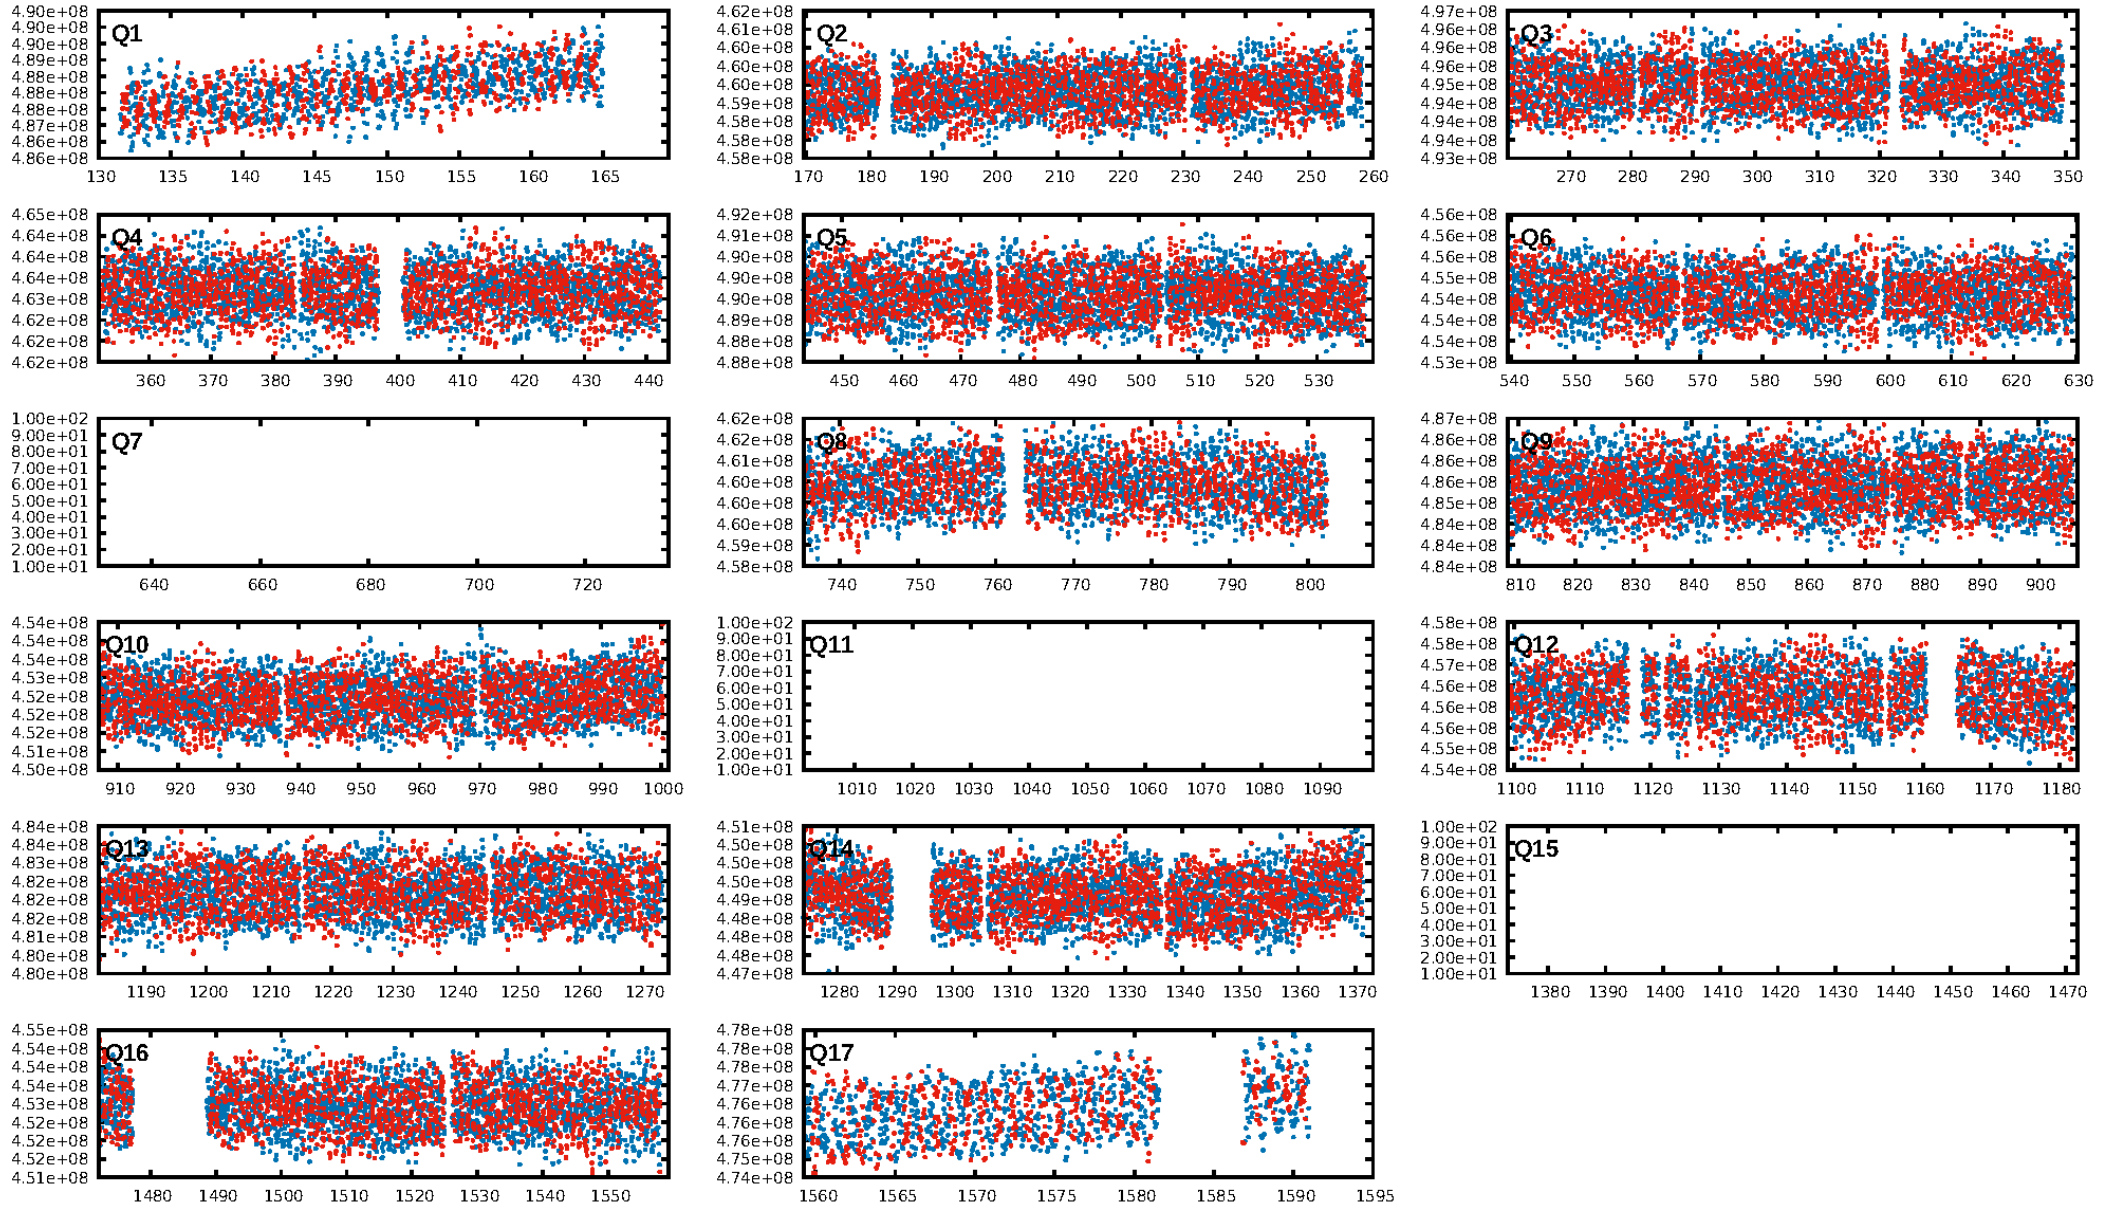 4.90e+08
4.90e+08
4.90e+08
4.89e+08
4.88e+08
4.88e+08
4.88e+08
4.87e+08
4.86e+08
4.86e+08
Q1
130 135 140 145 150 155 160 165
4.62e+08
4.61e+08
4.60e+08
4.60e+08
4.60e+08
4.59e+08
4.58e+08
4.58e+08
4.58e+08
Q2
170 180 190 200 210 220 230 240 250 260
4.97e+08
4.96e+08
4.96e+08
4.96e+08
4.94e+08
4.94e+08
4.94e+08
4.93e+08
Q3
270 280 290 300 310 320 330 340 350
4.65e+08
4.64e+08
4.64e+08
4.64e+08
4.63e+08
4.62e+08
4.62e+08
4.62e+08
Q4
360 370 380 390 400 410 420 430 440
4.92e+08
4.91e+08
4.90e+08
4.90e+08
4.90e+08
4.89e+08
4.88e+08
4.88e+08
Q5
450 460 470 480 490 500 510 520 530
4.56e+08
4.56e+08
4.56e+08
4.55e+08
4.54e+08
4.54e+08
4.54e+08
4.53e+08
Q6
540 550 560 570 580 590 600 610 620 630
1.00e+02
9.00e+01
8.00e+01
7.00e+01
6.00e+01
5.00e+01
4.00e+01
3.00e+01
2.00e+01
1.00e+01
Q7
640 660 680 700 720
4.62e+08
4.62e+08
4.61e+08
4.60e+08
4.60e+08
4.60e+08
4.59e+08
4.58e+08
Q8
740 750 760 770 780 790 800
4.87e+08
4.86e+08
4.86e+08
4.86e+08
4.85e+08
4.84e+08
4.84e+08
4.84e+08
Q9
810 820 830 840 850 860 870 880 890 900
4.54e+08
4.54e+08
4.54e+08
4.53e+08
4.52e+08
4.52e+08
4.52e+08
4.51e+08
4.50e+08
Q10
910 920 930 940 950 960 970 980 990 1000
1.00e+02
9.00e+01
8.00e+01
7.00e+01
6.00e+01
5.00e+01
4.00e+01
3.00e+01
2.00e+01
1.00e+01
Q11
1010 1020 1030 1040 1050 1060 1070 1080 1090
4.58e+08
4.58e+08
4.57e+08
4.56e+08
4.56e+08
4.56e+08
4.55e+08
4.54e+08
Q12
1100 1110 1120 1130 1140 1150 1160 1170 1180
4.84e+08
4.84e+08
4.83e+08
4.82e+08
4.82e+08
4.82e+08
4.81e+08
4.80e+08
4.80e+08
Q13
1190 1200 1210 1220 1230 1240 1250 1260 1270
4.51e+08
4.50e+08
4.50e+08
4.50e+08
4.49e+08
4.48e+08
4.48e+08
4.48e+08
4.47e+08
Q14
1280 1290 1300 1310 1320 1330 1340 1350 1360 1370
1.00e+02
9.00e+01
8.00e+01
7.00e+01
6.00e+01
5.00e+01
4.00e+01
3.00e+01
2.00e+01
1.00e+01
Q15
1380 1390 1400 1410 1420 1430 1440 1450 1460 1470
4.55e+08
4.54e+08
4.54e+08
4.54e+08
4.53e+08
4.52e+08
4.52e+08
4.52e+08
4.51e+08
Q16
1480 1490 1500 1510 1520 1530 1540 1550
4.78e+08
4.78e+08
4.78e+08
4.77e+08
4.76e+08
4.76e+08
4.76e+08
4.75e+08
4.74e+08
Q17
1560 1565 1570 1575 1580 1585 1590 1595